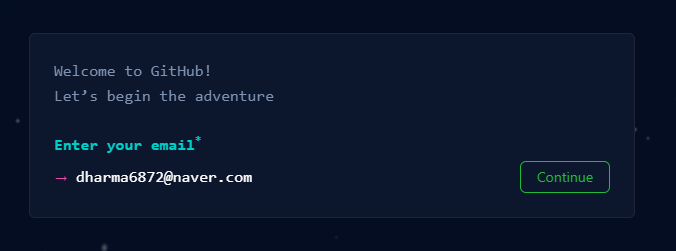 Welcome to GitHub!
Let’s begin the adventure
Enter your email*
→ dharma6872@naver.com
Continue